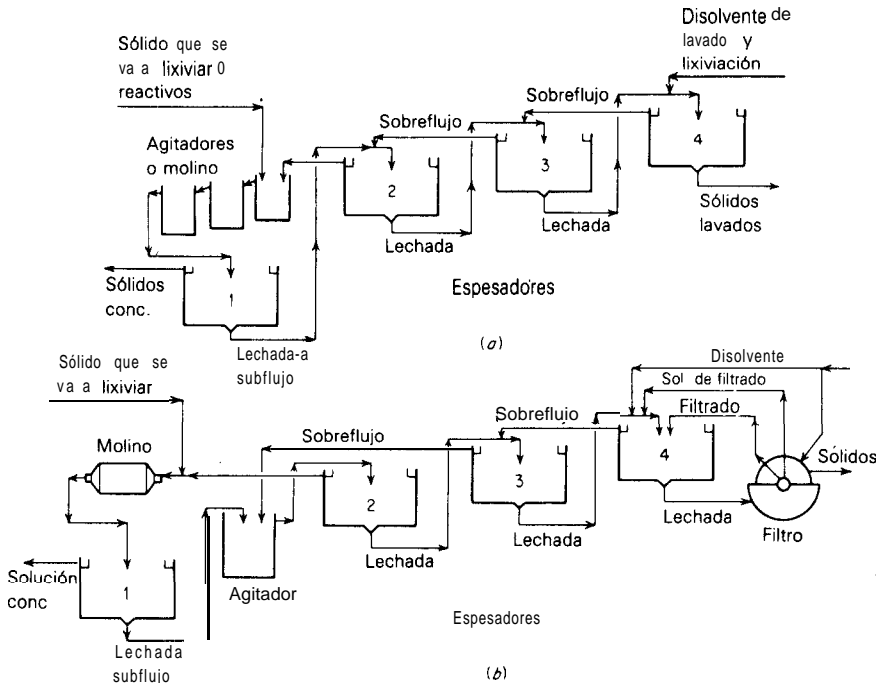 Disolvente de
lavado y
lixiviación
Sólido que se
va a lixiviar 0
reactivos
Sobreflujo
Sobreflujo
Agitadores
o molino
4
3
2
Sólidos
lavados
Lechada
Lechada
Sólidos
conc.
1
Espesadores
Lechada-a
subflujo
(a)
Sólido que se
va a lixiviar
Disolvente
Sol de filtrado
Filtrado
Sobreflujo
Sobreflujo
Molino
Sólidos
4
3
2
Lechada
Filtro
Lechada
Lechada
Solución
conc
1
Agitador
Espesadores
Lechada
subflujo
(b)